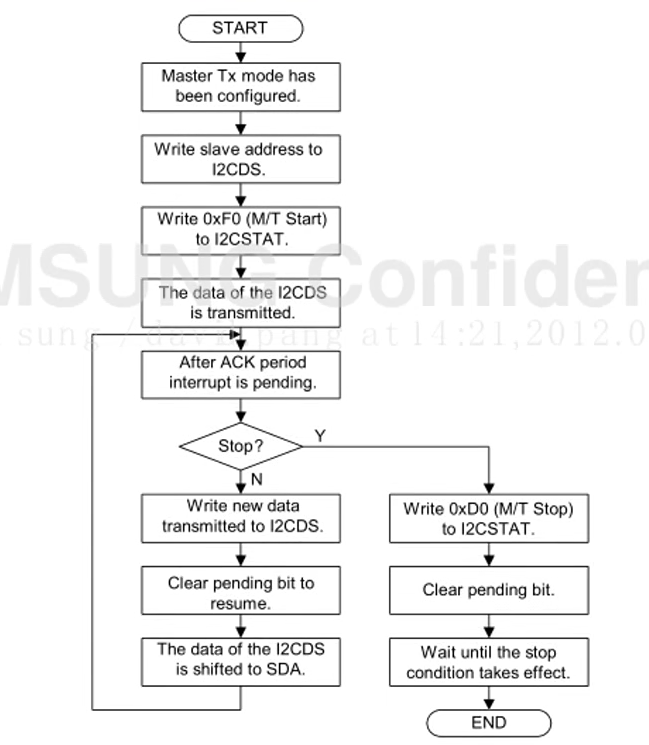 START
Master Tx mode has
been configured.
Write slave address to
I2CDS.
Write 0xF0 (M/T Start)
to I2CSTAT.
MSUNG Confiden
The data of the I2CDS
is transmitted.
sung / david.pang at 14:21,2012.0
After ACK period
interrupt is pending.
Stop?
Y
N
Write new data
transmitted to I2CDS.
Clear pending bit to
resume.
The data of the I2CDS
is shifted to SDA.
Write 0xD0 (M/T Stop)
to I2CSTAT.
Clear pending bit.
Wait until the stop
condition takes effect.
END